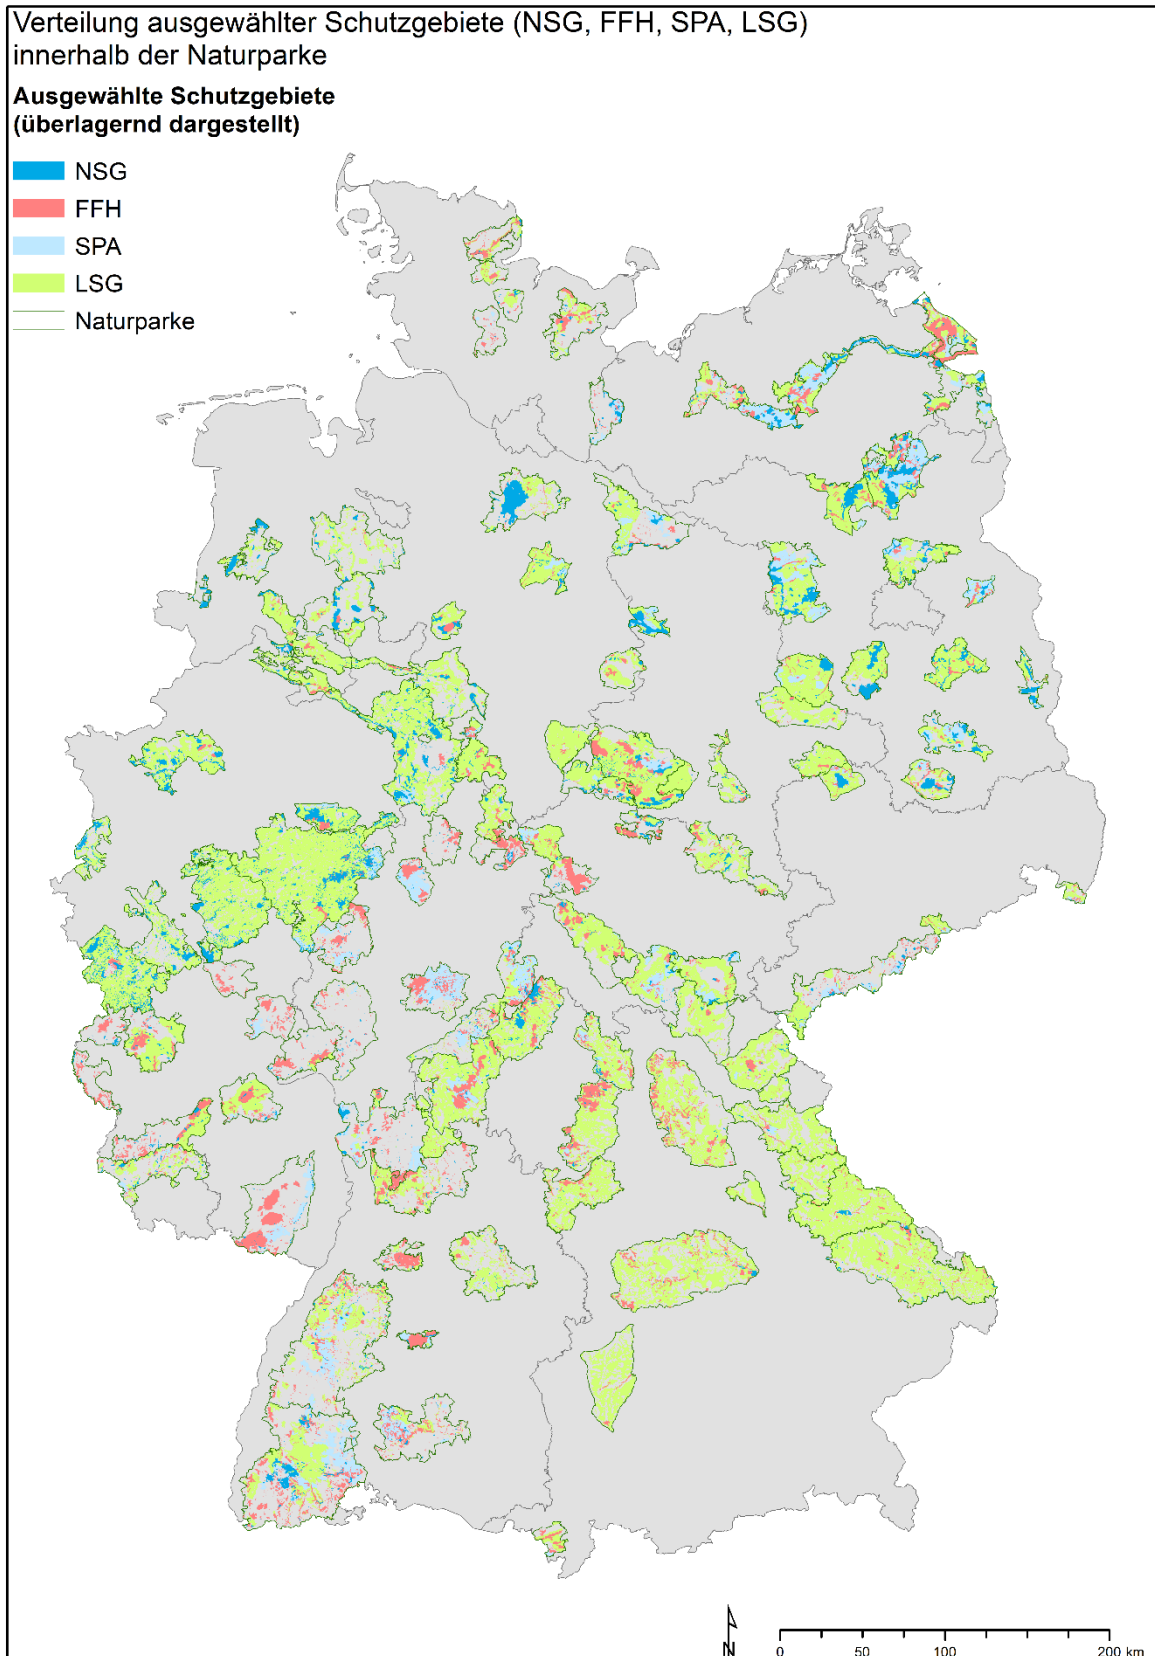 Verteilung ausgewählter Schutzgebiete (NSG, FFH, SPA, LSG)
innerhalb der Naturparke
Ausgewählte Schutzgebiete
(überlagernd dargestellt)
NSG
FFH
SPA
LSG
Naturparke
N
0 50 100 200 km